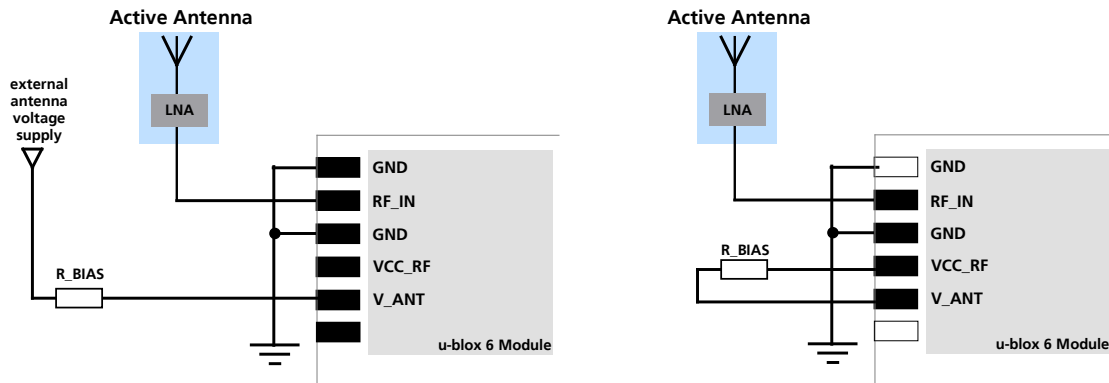 Active Antenna
external
antenna
voltage
supply
LNA
GND
RF_IN
GND
VCC_RF
R_BIAS
V_ANT
u-blox 6 Module
Active Antenna
LNA
GND
RF_IN
GND
R_BIAS
VCC_RF
V_ANT
u-blox 6 Module